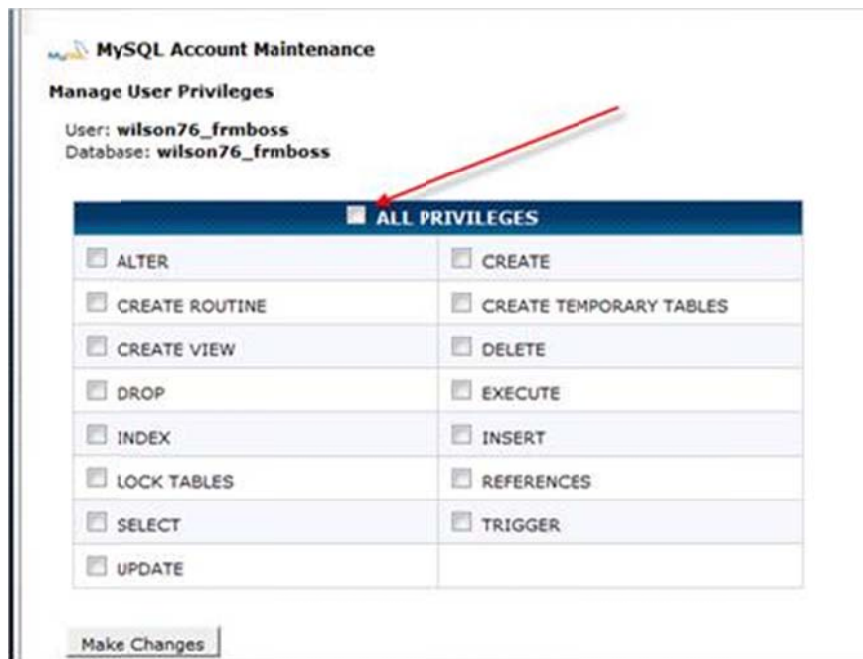 MySQL Account Maintenance
Manage User Privileges
User: wilson76_frmboss
Database: wilson76_frmboss
ALL PRIVILEGES
ALTER
CREATE
CREATE ROUTINE
CREATE TEMPORARY TABLES
CREATE VIEW
DELETE
DROP
EXECUTE
INDEX
INSERT
LOCK TABLES
REFERENCES
SELECT
TRIGGER
UPDATE
Make Changes